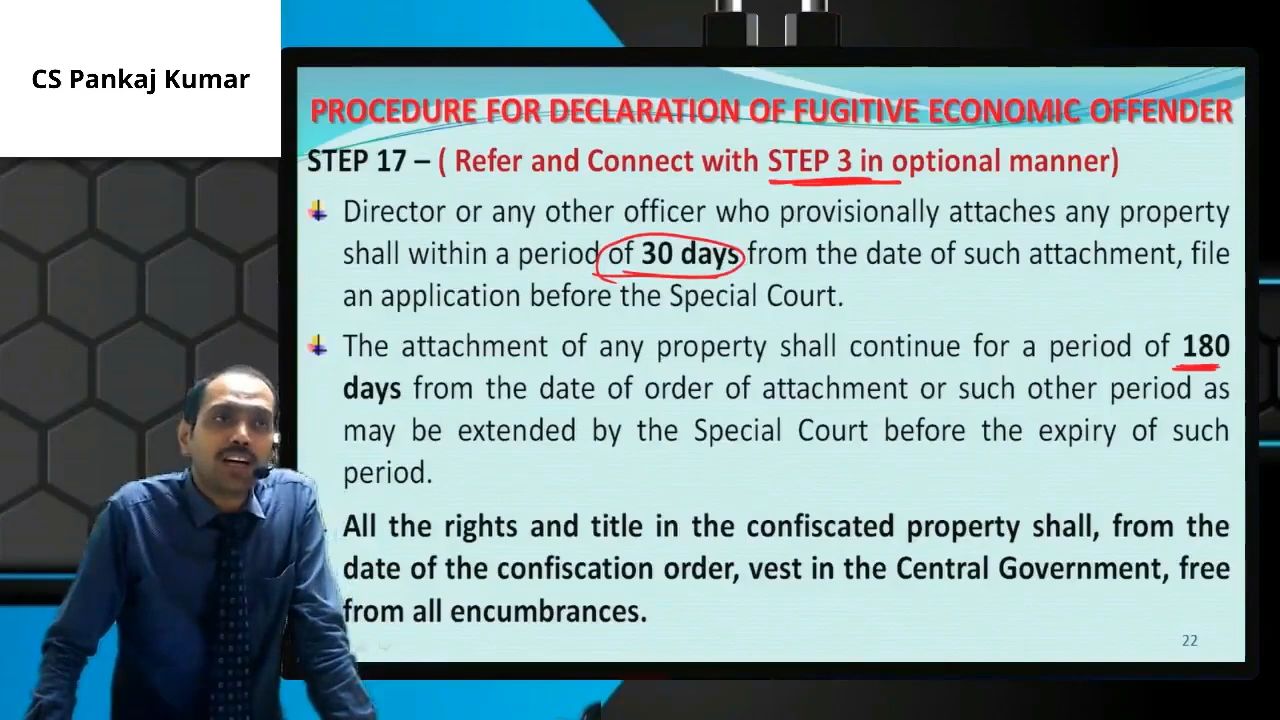 CS Pankaj Kumar
PROCEDURE FOR DECLARATION OF FUGITIVE ECONOMIC OFFENDER
STEP 17 – ( Refer and Connect with STEP 3 in optional manner)
Director or any other officer who provisionally attaches any property
shall within a period of 30 days from the date of such attachment, file
an application before the Special Court.
The attachment of any property shall continue for a period of 180
days from the date of order of attachment or such other period as
may be extended by the Special Court before the expiry of such
period.
All the rights and title in the confiscated property shall, from the
date of the confiscation order, vest in the Central Government, free
from all encumbrances.
22